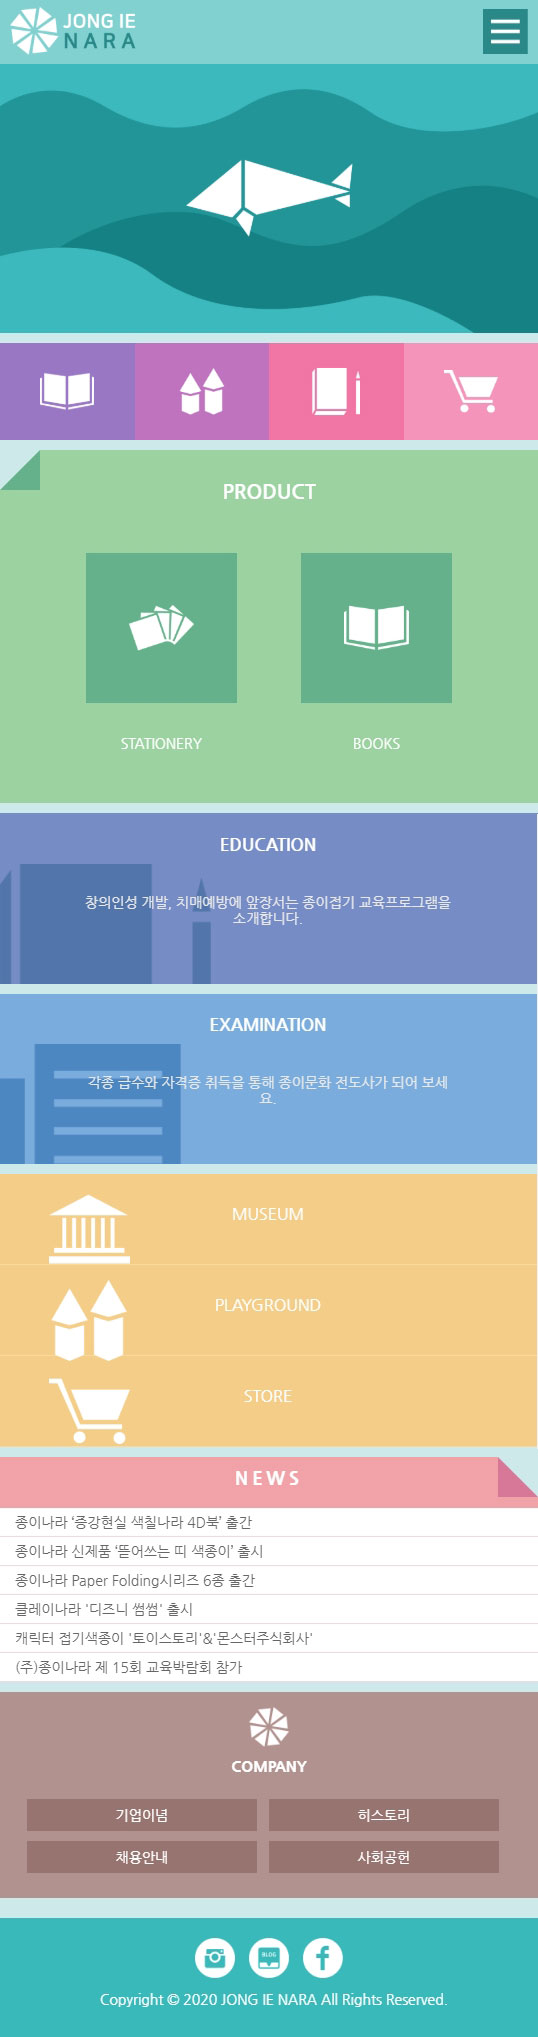 JONG IE
NARA
PRODUCT
STATIONERY
BOOKS
EDUCATION
창의인성 개발, 치매예방에 앞장서는 종이접기 교육프로그램을
소개합니다.
EXAMINATION
각종 급수와 자격증 취득을 통해 종이문화 전도사가 되어 보세
요.
MUSEUM
PLAYGROUND
STORE
NEWS
종이나라 ‘증강현실 색칠나라 4D북’ 출간
종이나라 신제품 ‘뜯어쓰는 띠 색종이’ 출시
종이나라 Paper Folding시리즈 6종 출간
클레이나라 '디즈니 썸썸' 출시
캐릭터 접기색종이 '토이스토리'&'몬스터주식회사'
(주)종이나라 제 15회 교육박람회 참가
COMPANY
기업이념
히스토리
채용안내
사회공헌
BLOG
Copyright © 2020 JONG IE NARA All Rights Reserved.